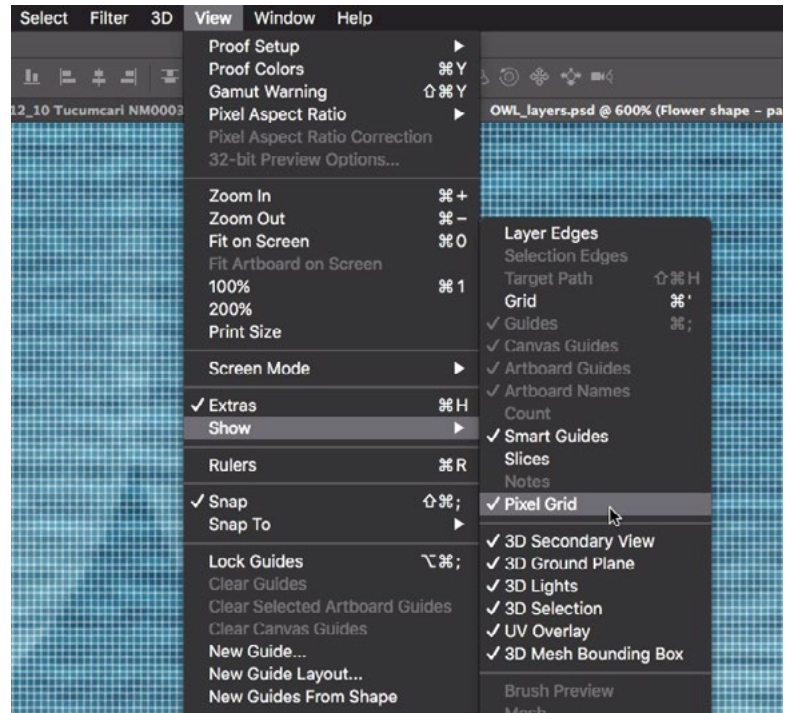 Select Filter 3D View Window Help
12_10 Tucumcari NM0003
OWL_layers.psd @ 600% (Flower shape – pa
Proof Setup ▶
Proof Colors ⌘Y
Gamut Warning ⇧⌘Y
Pixel Aspect Ratio ▶
Pixel Aspect Ratio Correction
32-bit Preview Options...
Zoom In ⌘+
Zoom Out ⌘–
Fit on Screen ⌘0
Fit Artboard on Screen
100% ⌘1
200%
Print Size
Screen Mode ▶
✓ Extras ⌘H
Show ▶
Rulers ⌘R
✓ Snap ⇧⌘;
Snap To ▶
Lock Guides ⌥⌘;
Clear Guides
Clear Selected Artboard Guides
Clear Canvas Guides
New Guide...
New Guide Layout...
New Guides From Shape
Layer Edges
Selection Edges
Target Path ⇧⌘H
Grid ⌘'
✓ Guides ⌘;
✓ Canvas Guides
✓ Artboard Guides
✓ Artboard Names
Count
✓ Smart Guides
Slices
Notes
✓ Pixel Grid
✓ 3D Secondary View
✓ 3D Ground Plane
✓ 3D Lights
✓ 3D Selection
✓ UV Overlay
✓ 3D Mesh Bounding Box
Brush Preview